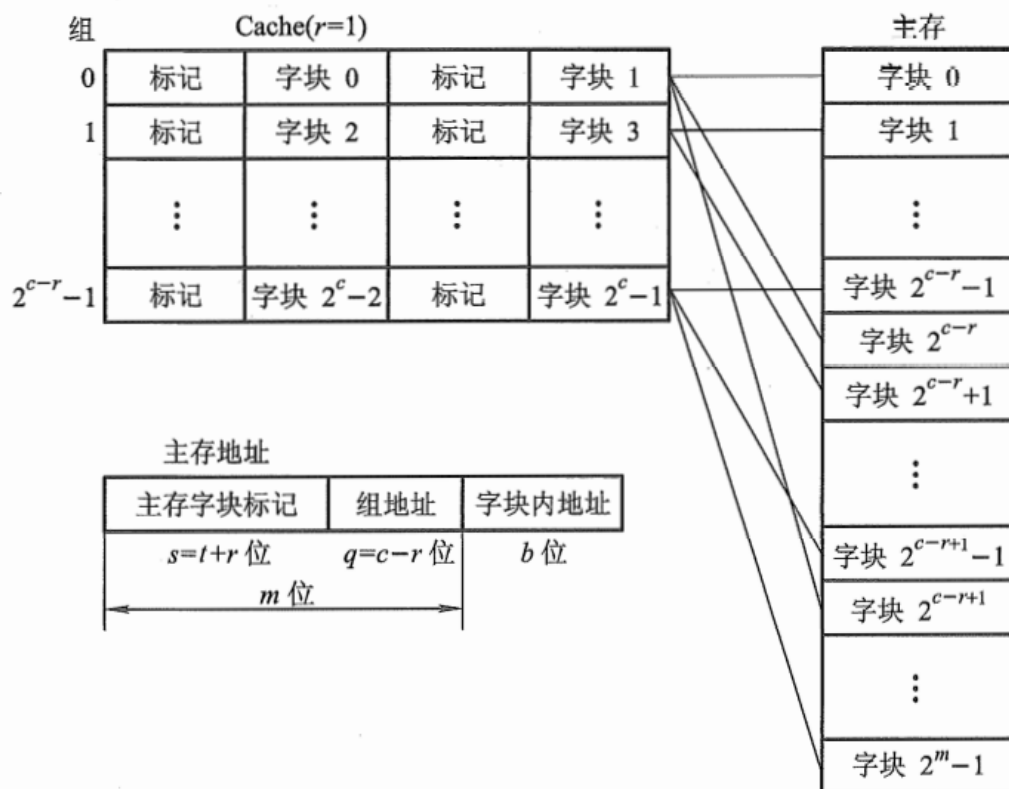 组 Cache(r=1) 主存
0 标记 字块 0 标记 字块 1 字块 0
1 标记 字块 2 标记 字块 3 字块 1
⋮ ⋮ ⋮ ⋮ ⋮
2^{c-r}-1 标记 字块 2^c-2 标记 字块 2^c-1 字块 2^{c-r}-1
字块 2^{c-r}
字块 2^{c-r}+1
⋮
主存地址
主存字块标记 组地址 字块内地址
s=t+r 位 q=c-r 位 b 位
m 位
字块 2^{c-r+1}-1
字块 2^{c-r+1}
⋮
字块 2^m-1